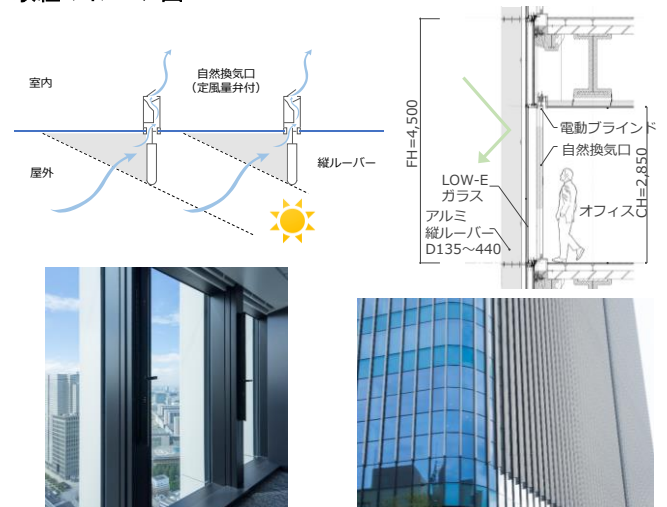 室内
自然換気口
(定風量弁付)
屋外
縦ルーバー
FH=4,500
電動ブラインド
自然換気口
LOW-E
ガラス
オフィス
CH=2,850
アルミ
縦ルーバー
D135~440